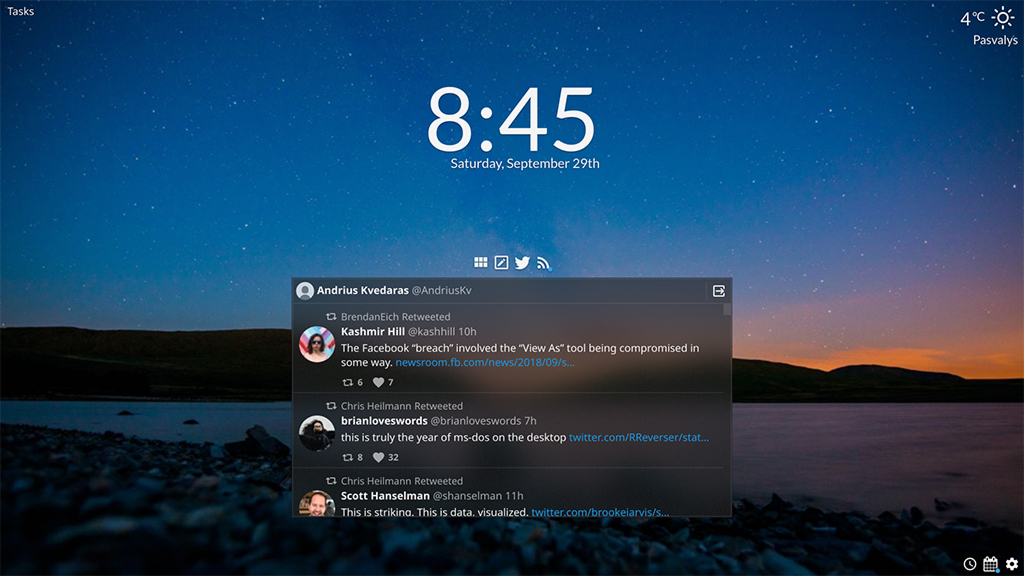 Tasks
4°C
Pasvalys
8:45
Saturday, September 29th
Andrius Kvedaras @AndriusKv
BrendanEich Retweeted
Kashmir Hill @kashhill 10h
The Facebook “breach” involved the “View As” tool being compromised in
some way. newsroom.fb.com/news/2018/09/s...
6 7
Chris Heilmann Retweeted
brianloveswords @brianloveswords 7h
this is truly the year of ms-dos on the desktop twitter.com/RReverser/stat...
8 32
Chris Heilmann Retweeted
Scott Hanselman @shanselman 11h
This is striking. This is data, visualized. twitter.com/brookejarvis/s...